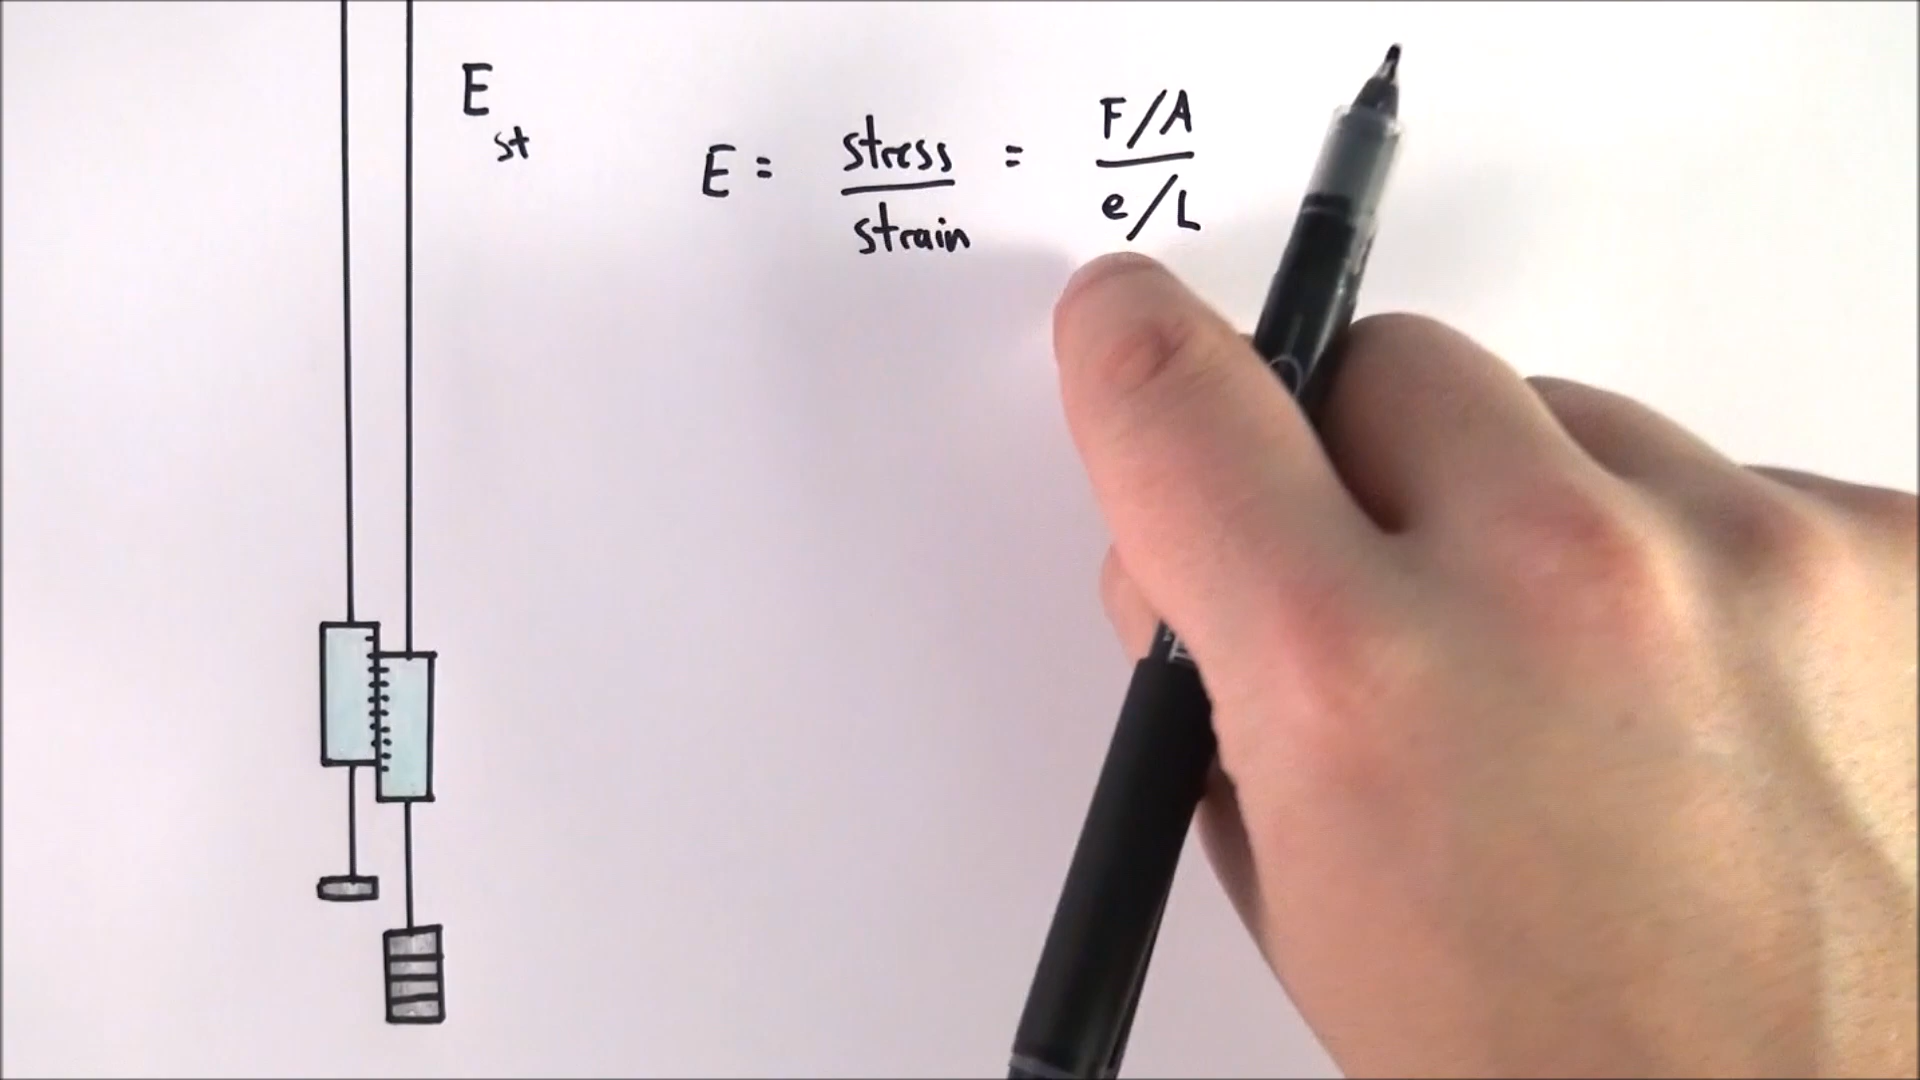 E st
E = stress/strain = F/A / e/L